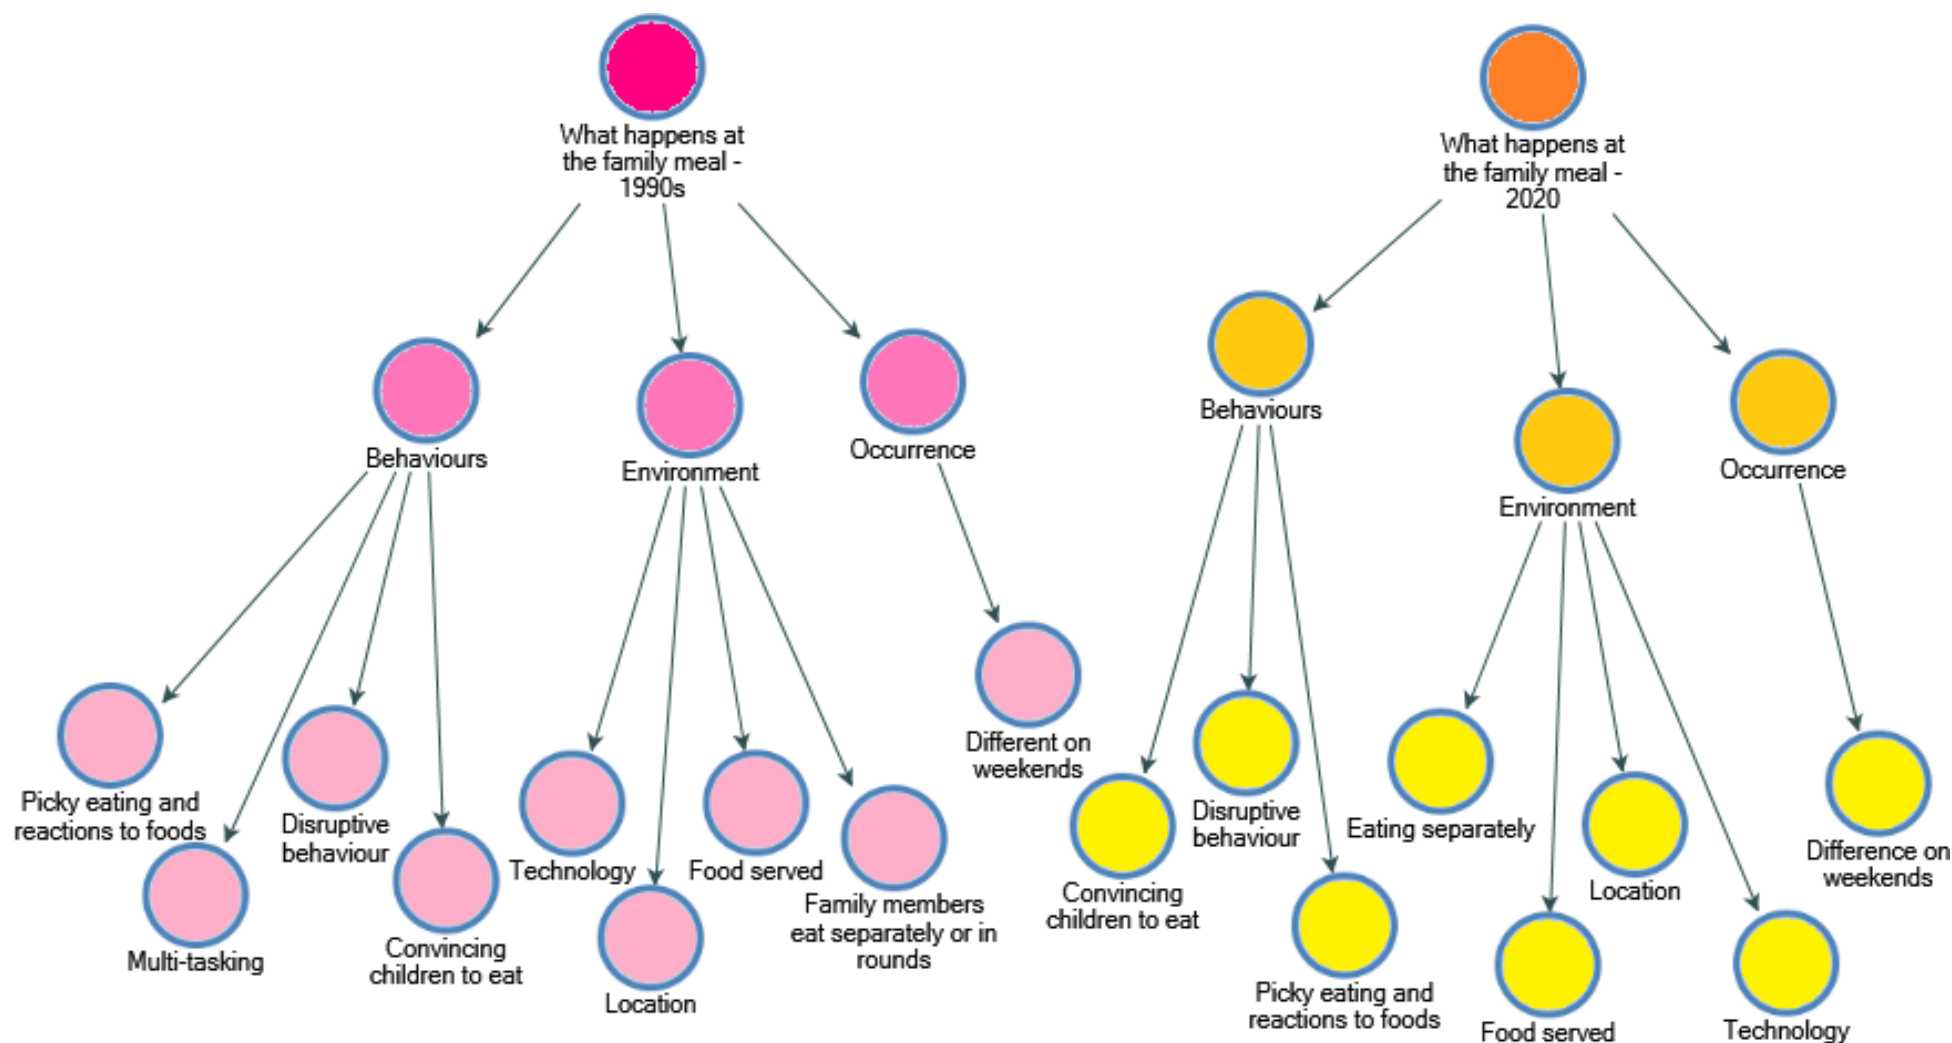 What happens at
the family meal -
1990s
Behaviours
Environment
Occurrence
Picky eating and
reactions to foods
Multi-tasking
Disruptive
behaviour
Convincing
children to eat
Technology
Location
Food served
Family members
eat separately or in
rounds
Different on
weekends
What happens at
the family meal -
2020
Behaviours
Environment
Occurrence
Convincing
children to eat
Disruptive
behaviour
Picky eating and
reactions to foods
Eating separately
Food served
Location
Technology
Difference on
weekends